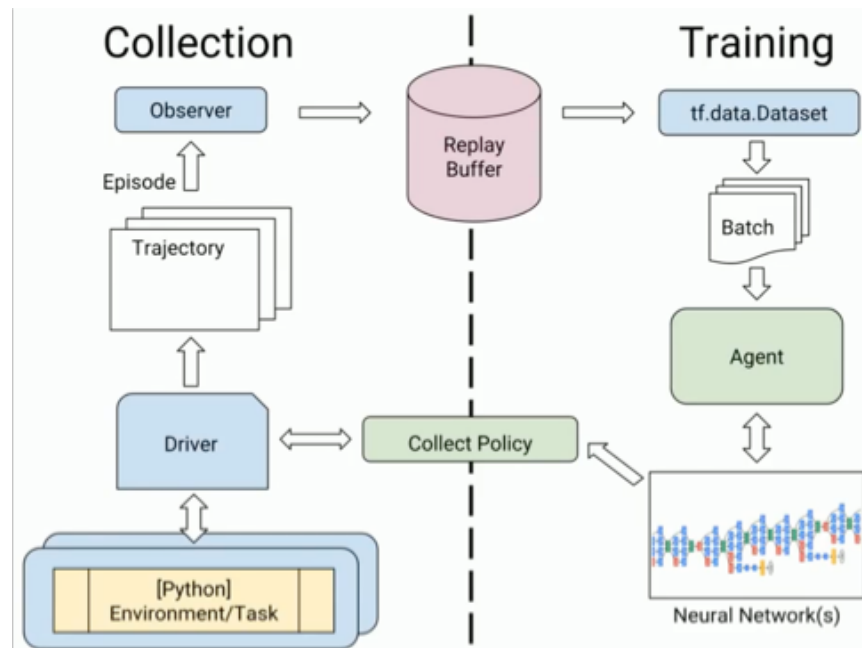 Collection
Training
Observer
Replay
Buffer
tf.data.Dataset
Episode
Trajectory
Batch
Agent
Driver
Collect Policy
[Python]
Environment/Task
Neural Network(s)